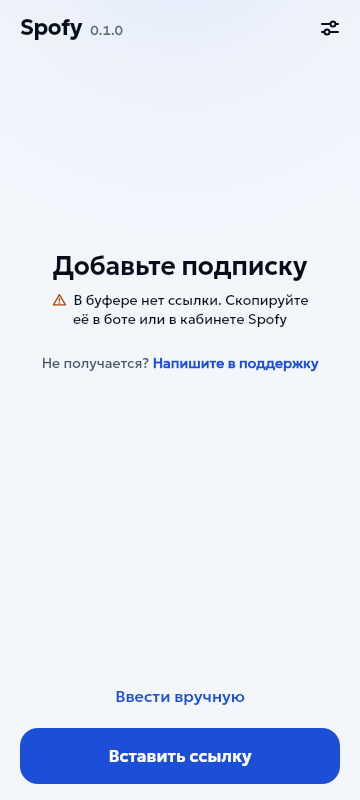 Spofy 0.1.0
Добавьте подписку
В буфере нет ссылки. Скопируйте
её в боте или в кабинете Spofy
Не получается? Напишите в поддержку
Ввести вручную
Вставить ссылку